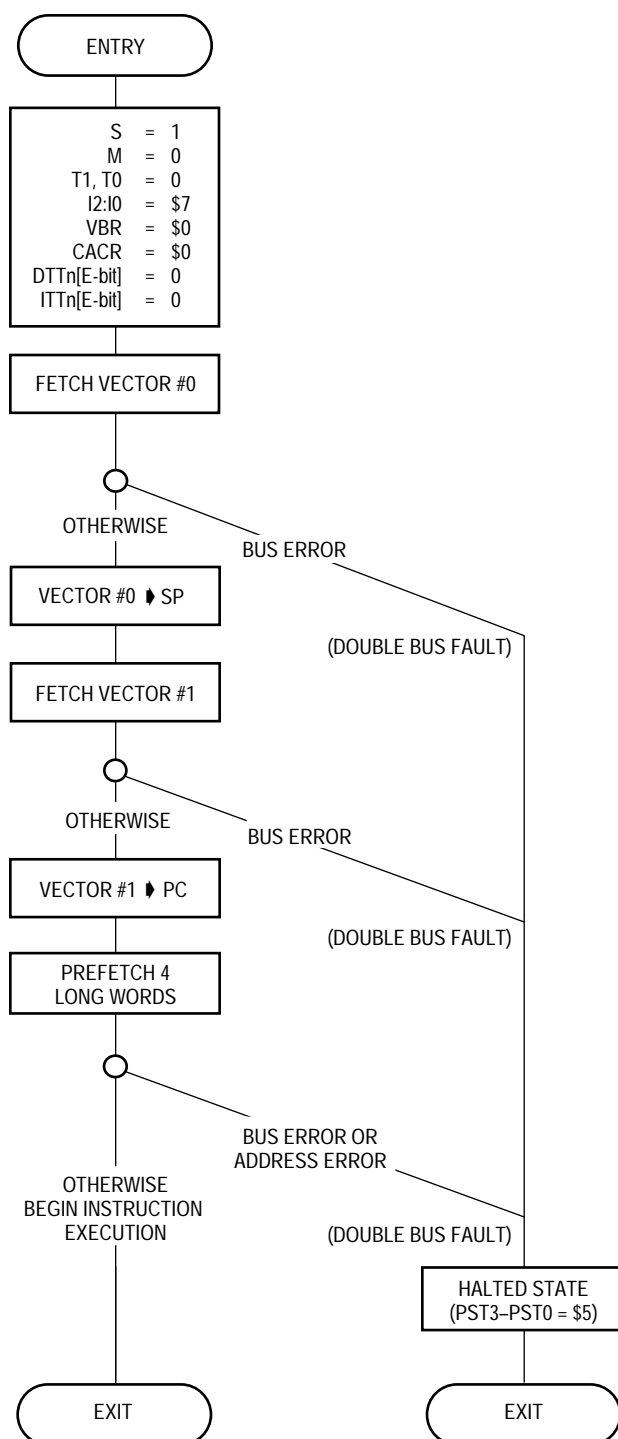 ENTRY
S = 1
M = 0
T1, T0 = 0
I2:I0 = $7
VBR = $0
CACR = $0
DTTn[E-bit] = 0
ITTn[E-bit] = 0
FETCH VECTOR #0
OTHERWISE
BUS ERROR
VECTOR #0 ➧ SP
(DOUBLE BUS FAULT)
FETCH VECTOR #1
OTHERWISE
BUS ERROR
VECTOR #1 ➧ PC
(DOUBLE BUS FAULT)
PREFETCH 4
LONG WORDS
BUS ERROR OR
ADDRESS ERROR
OTHERWISE
BEGIN INSTRUCTION
EXECUTION
(DOUBLE BUS FAULT)
HALTED STATE
(PST3–PST0 = $5)
EXIT
EXIT